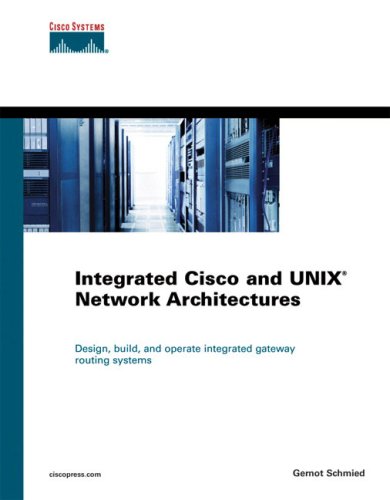 CISCO SYSTEMS
®
Integrated Cisco and UNIX®
Network Architectures
Design, build, and operate integrated gateway
routing systems
ciscopress.com
Gernot Schmied